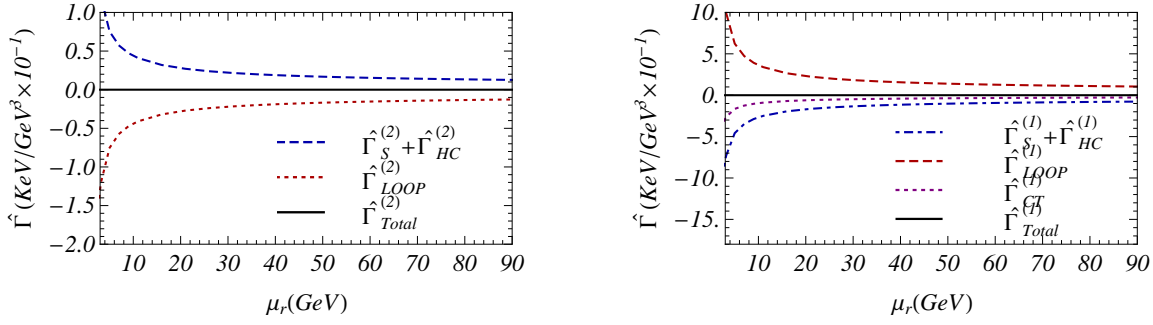 1.0
0.5
0.0
−0.5
−1.0
−1.5
−2.0
Γ̂ (KeV/GeV³×10⁻¹)
Γ̂_S^(2)+Γ̂_HC^(2)
Γ̂_LOOP^(2)
Γ̂_Total^(2)
10 20 30 40 50 60 70 80 90
μ_r(GeV)
10.
5.
0
−5.
−10.
−15.
Γ̂ (KeV/GeV³×10⁻¹)
Γ̂_S^(1)+Γ̂_HC^(1)
Γ̂_LOOP^(1)
Γ̂_CT^(1)
Γ̂_Total^(1)
10 20 30 40 50 60 70 80 90
μ_r(GeV)